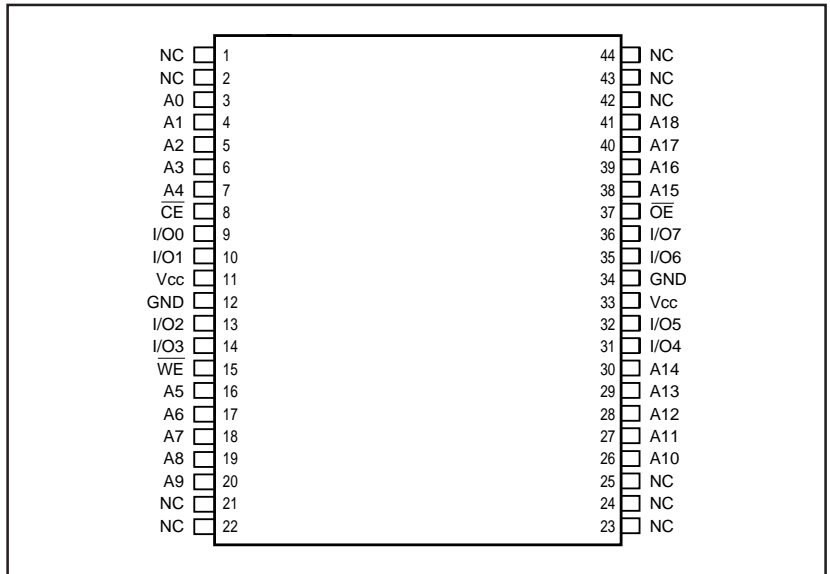 NC 1 44 NC
NC 2 43 NC
A0 3 42 NC
A1 4 41 A18
A2 5 40 A17
A3 6 39 A16
A4 7 38 A15
C̅E̅ 8 37 O̅E̅
I/O0 9 36 I/O7
I/O1 10 35 I/O6
Vcc 11 34 GND
GND 12 33 Vcc
I/O2 13 32 I/O5
I/O3 14 31 I/O4
W̅E̅ 15 30 A14
A5 16 29 A13
A6 17 28 A12
A7 18 27 A11
A8 19 26 A10
A9 20 25 NC
NC 21 24 NC
NC 22 23 NC